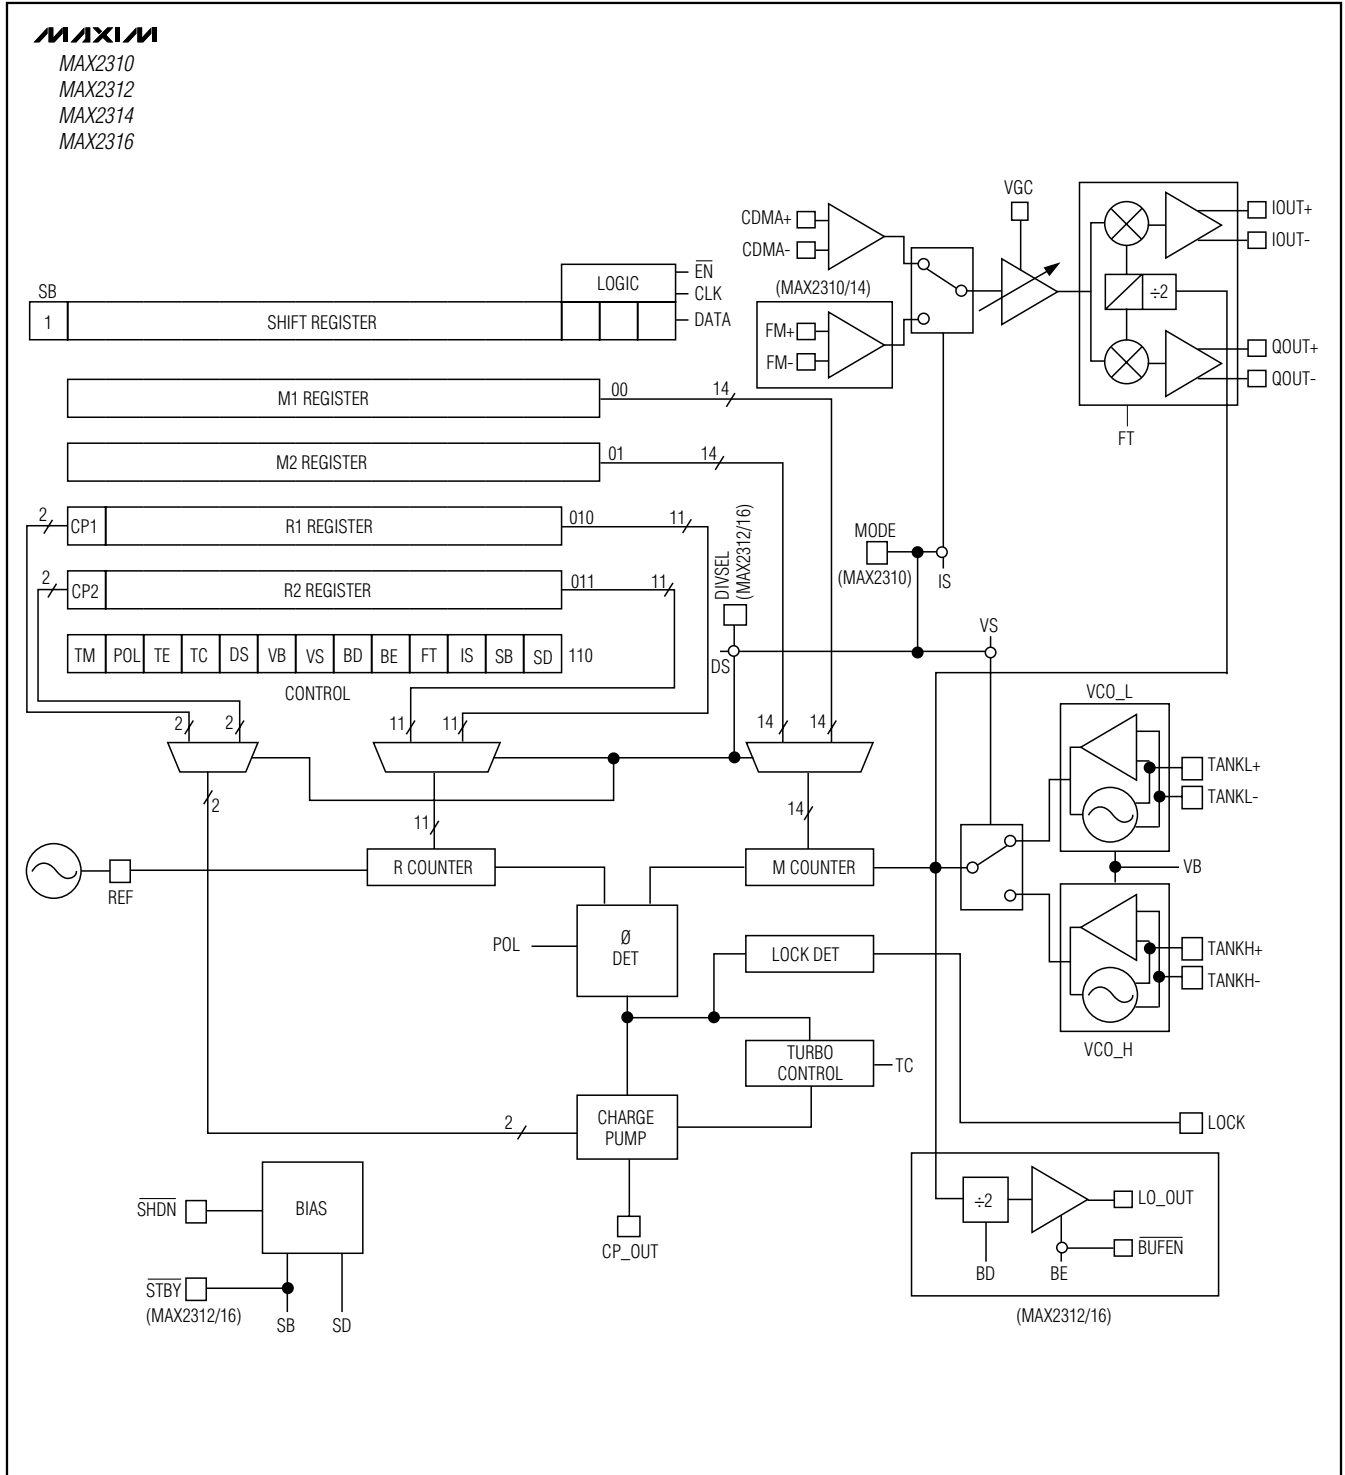 MAXIM
MAX2310
MAX2312
MAX2314
MAX2316
VGC
CDMA+
CDMA-
IOUT+
IOUT-
(MAX2310/14)
÷2
FM+
FM-
QOUT+
QOUT-
FT
SB
LOGIC
EN
CLK
1
SHIFT REGISTER
DATA
M1 REGISTER
00
14
M2 REGISTER
01
14
2
CP1
R1 REGISTER
010
11
2
CP2
R2 REGISTER
011
11
DIVSEL
(MAX2312/16)
MODE
(MAX2310)
IS
VS
DS
TM POL TE TC DS VB VS BD BE FT IS SB SD 110
CONTROL
2 2
11 11
14 14
VCO_L
TANKL+
TANKL-
2
11
14
REF
R COUNTER
M COUNTER
VB
POL
Ø
DET
LOCK DET
TANKH+
TANKH-
VCO_H
TURBO
CONTROL
TC
2
CHARGE
PUMP
LOCK
CP_OUT
SHDN
BIAS
STBY
(MAX2312/16)
SB
SD
÷2
LO_OUT
BUFEN
BD
BE
(MAX2312/16)